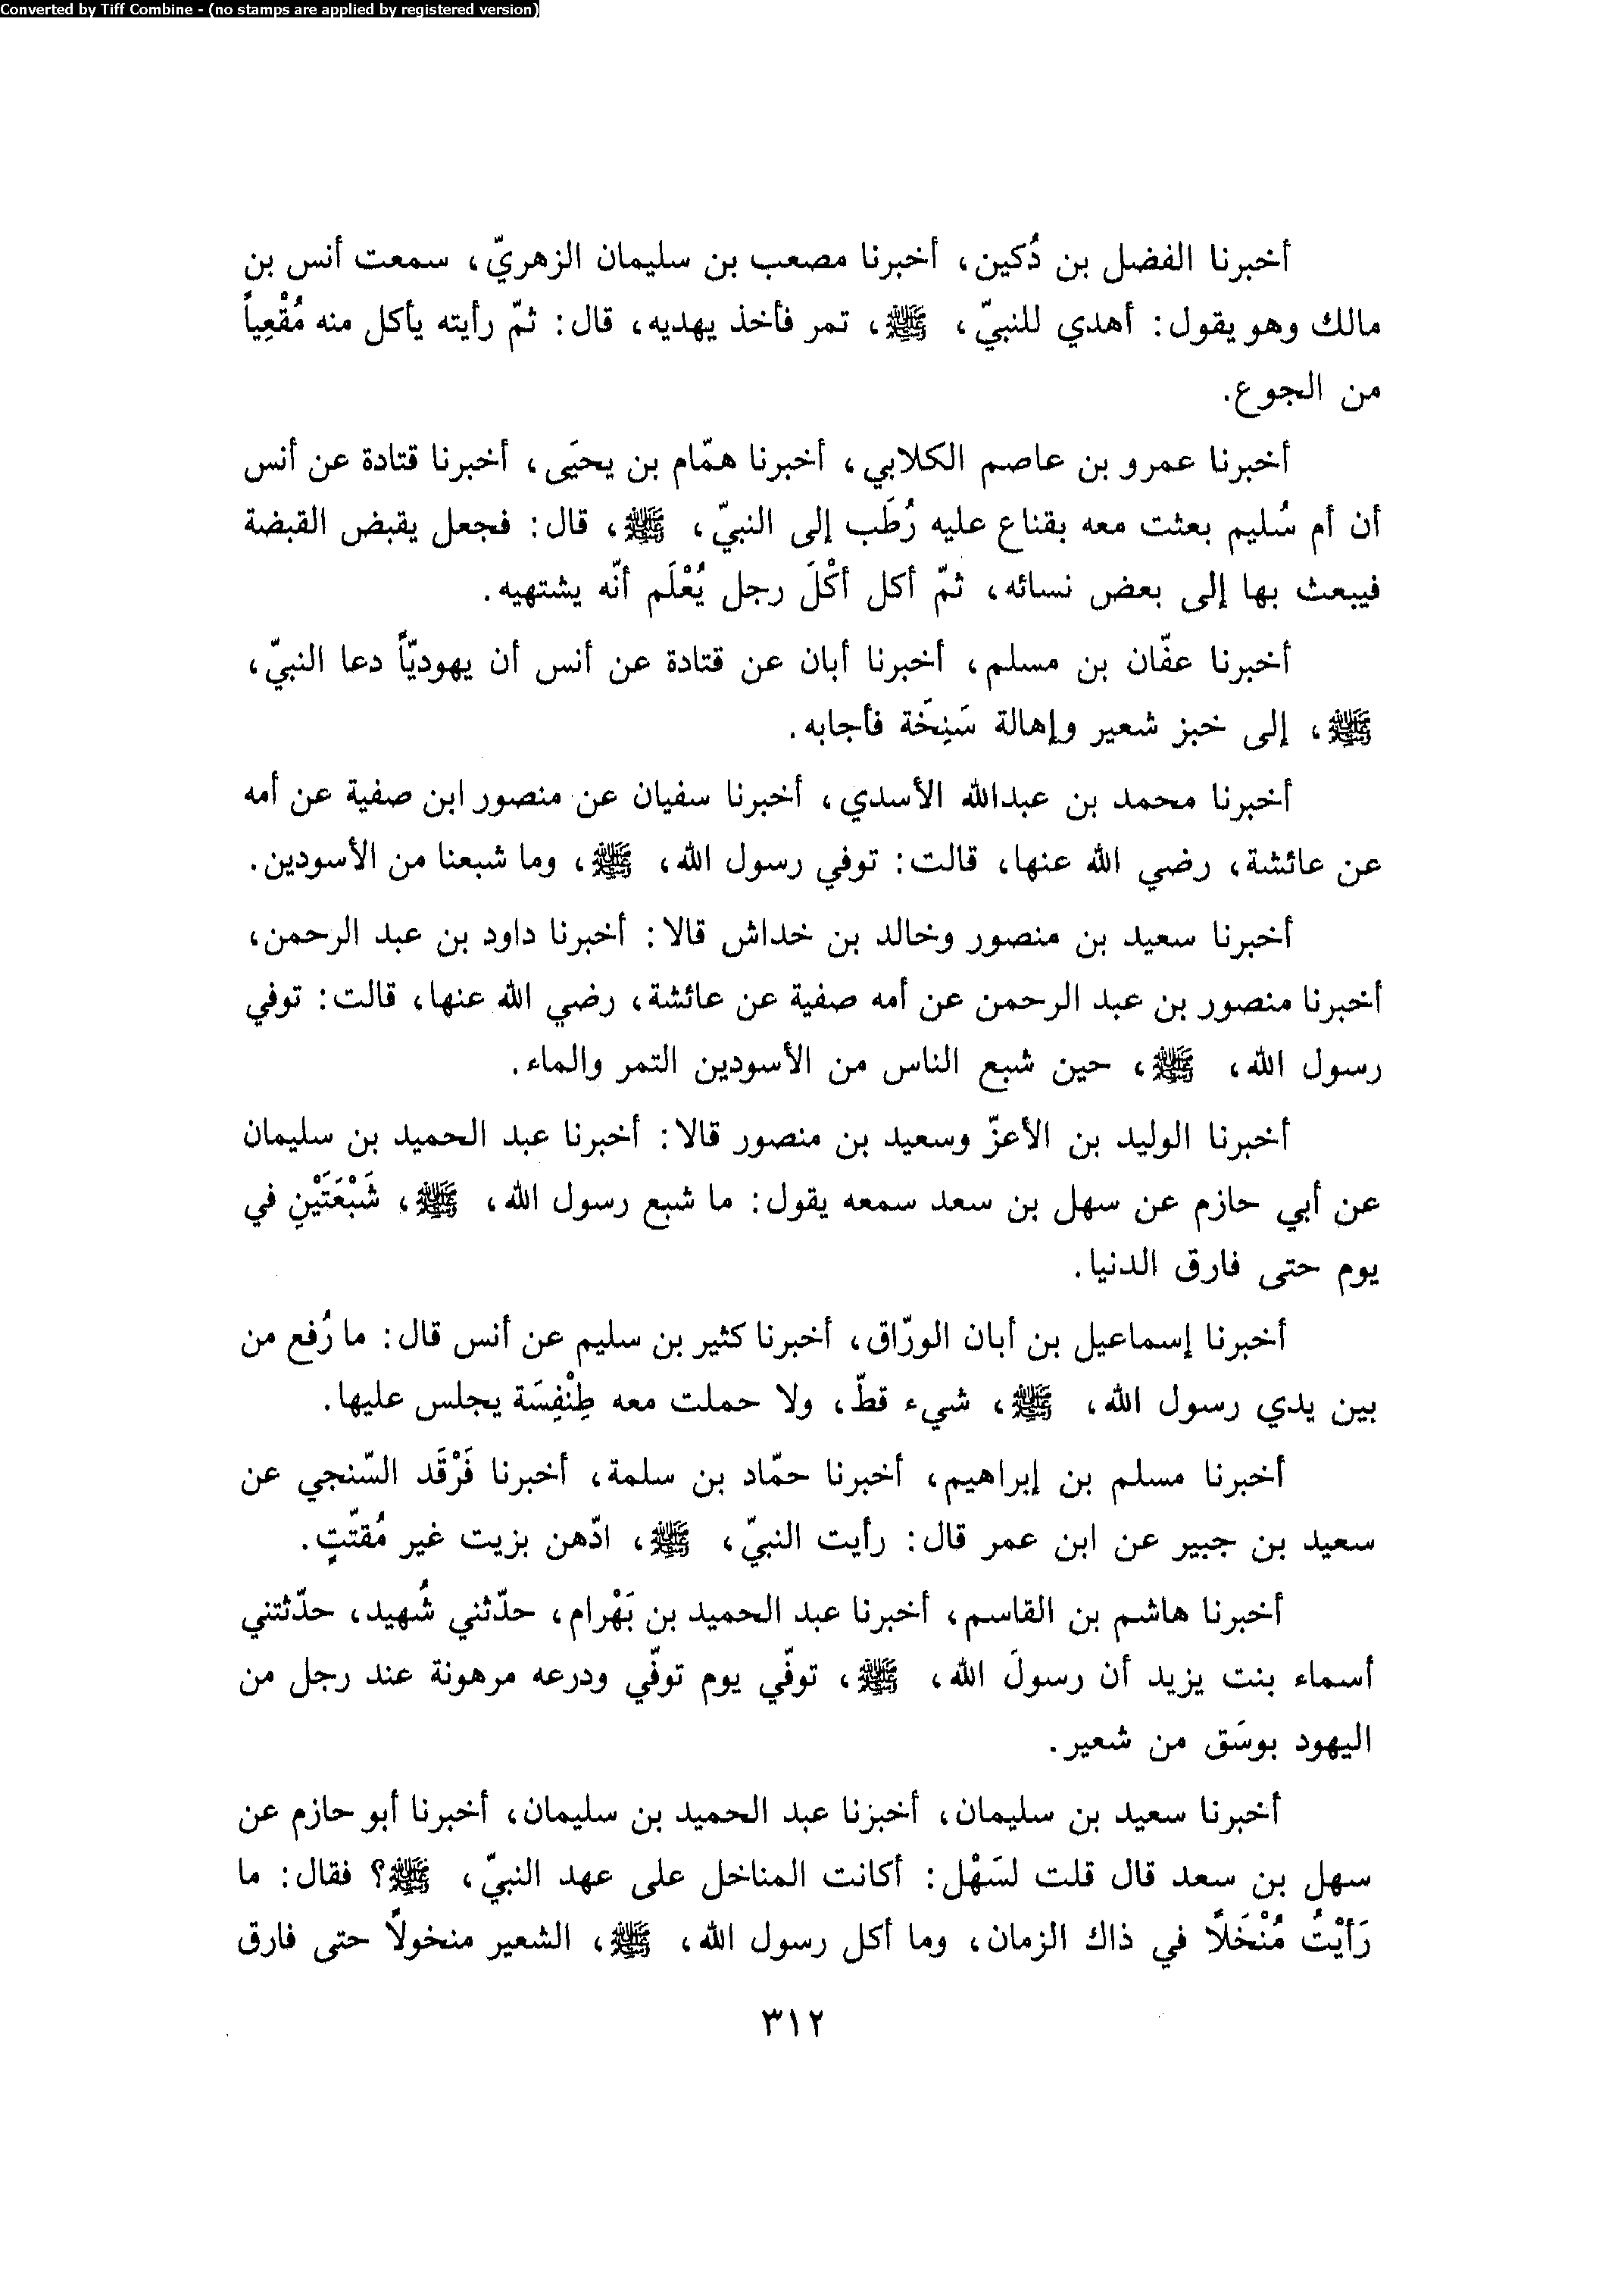 Converted by Tiff Combine - (no stamps are applied by registered version)
أخبرنا الفضل بن دُكين، أخبرنا مصعب بن سليمان الزهريّ، سمعت أنس بن
مالك وهو يقول: أهدي للنبيّ، ﷺ، تمر فأخذ يهديه، قال: ثمّ رأيته يأكل منه مُقْعِياً
من الجوع.
أخبرنا عمرو بن عاصم الكلابي، أخبرنا همّام بن يحيَى، أخبرنا قتادة عن أنس
أن أم سُليم بعثت معه بقناع عليه رُطَب إلى النبيّ، ﷺ، قال: فجعل يقبض القبضة
فيبعث بها إلى بعض نسائه، ثمّ أكل أكْلَ رجل يُعْلَم أنّه يشتهيه.
أخبرنا عفّان بن مسلم، أخبرنا أبان عن قتادة عن أنس أن يهوديّاً دعا النبيّ،
ﷺ، إلى خبز شعير وإهالة سَنِخَة فأجابه.
أخبرنا محمد بن عبدالله الأسدي، أخبرنا سفيان عن منصور ابن صفية عن أمه
عن عائشة، رضي الله عنها، قالت: توفي رسول الله، ﷺ، وما شبعنا من الأسودين.
أخبرنا سعيد بن منصور وخالد بن خداش قالا: أخبرنا داود بن عبد الرحمن،
أخبرنا منصور بن عبد الرحمن عن أمه صفية عن عائشة، رضي الله عنها، قالت: توفي
رسول الله، ﷺ، حين شبع الناس من الأسودين التمر والماء.
أخبرنا الوليد بن الأعزّ وسعيد بن منصور قالا: أخبرنا عبد الحميد بن سليمان
عن أبي حازم عن سهل بن سعد سمعه يقول: ما شبع رسول الله، ﷺ، شَبْعَتَيْنِ في
يوم حتى فارق الدنيا.
أخبرنا إسماعيل بن أبان الورّاق، أخبرنا كثير بن سليم عن أنس قال: ما رُفع من
بين يدي رسول الله، ﷺ، شيء قطّ، ولا حملت معه طِنْفِسَة يجلس عليها.
أخبرنا مسلم بن إبراهيم، أخبرنا حمّاد بن سلمة، أخبرنا فَرْقَد السّنجي عن
سعيد بن جبير عن ابن عمر قال: رأيت النبيّ، ﷺ، ادّهن بزيت غير مُقتّتٍ.
أخبرنا هاشم بن القاسم، أخبرنا عبد الحميد بن بَهْرام، حدّثني شُهيد، حدّثتني
أسماء بنت يزيد أن رسولَ الله، ﷺ، توفّي يوم توفّي ودرعه مرهونة عند رجل من
اليهود بوسَق من شعير.
أخبرنا سعيد بن سليمان، أخبزنا عبد الحميد بن سليمان، أخبرنا أبو حازم عن
سهل بن سعد قال قلت لسَهْل: أكانت المناخل على عهد النبيّ، ﷺ؟ فقال: ما
رَأيْتُ مُنْخَلًا في ذاك الزمان، وما أكل رسول الله، ﷺ، الشعير منخولًا حتى فارق
٣١٢